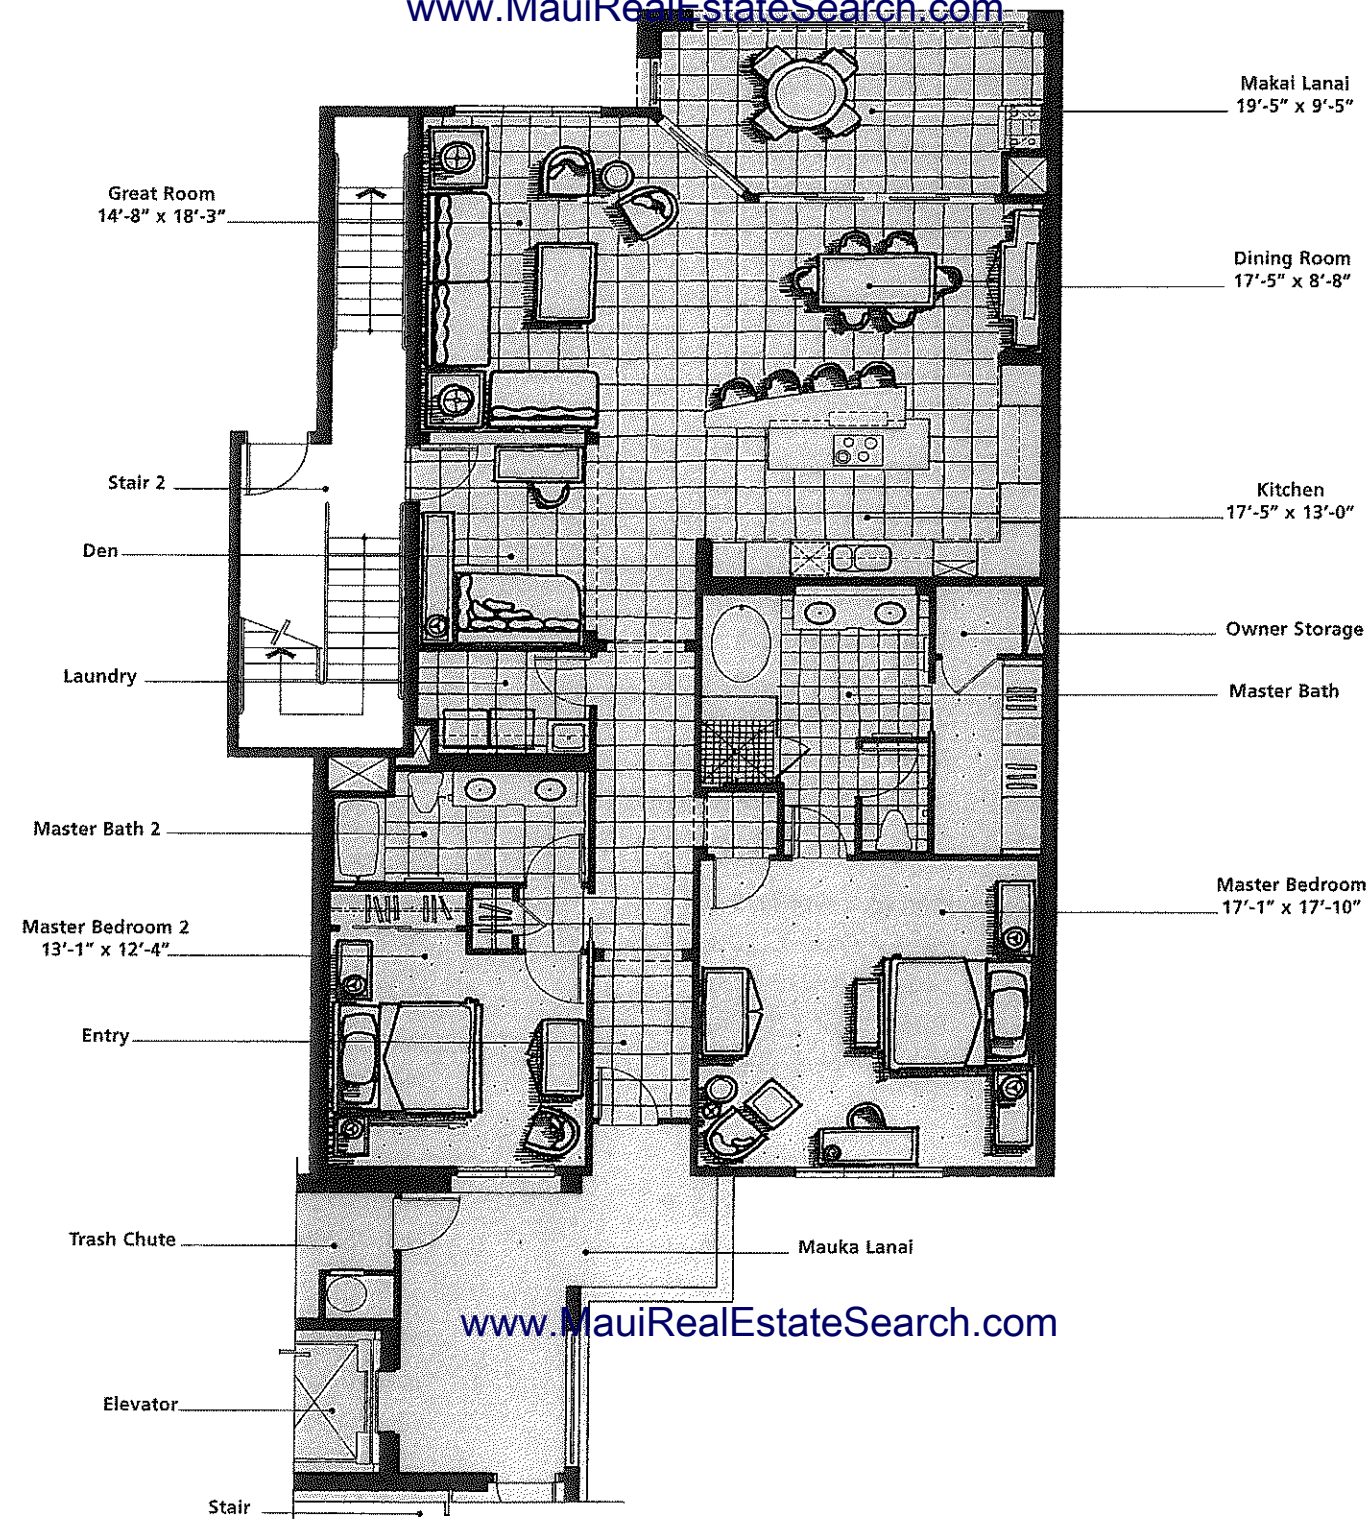 www.MauiRealEstateSearch.com
Makai Lanai
19'-5" x 9'-5"
Great Room
14'-8" x 18'-3"
Dining Room
17'-5" x 8'-8"
Stair 2
Kitchen
17'-5" x 13'-0"
Den
Owner Storage
Laundry
Master Bath
Master Bath 2
Master Bedroom
17'-1" x 17'-10"
Master Bedroom 2
13'-1" x 12'-4"
Entry
Trash Chute
Mauka Lanai
www.MauiRealEstateSearch.com
Elevator
Stair